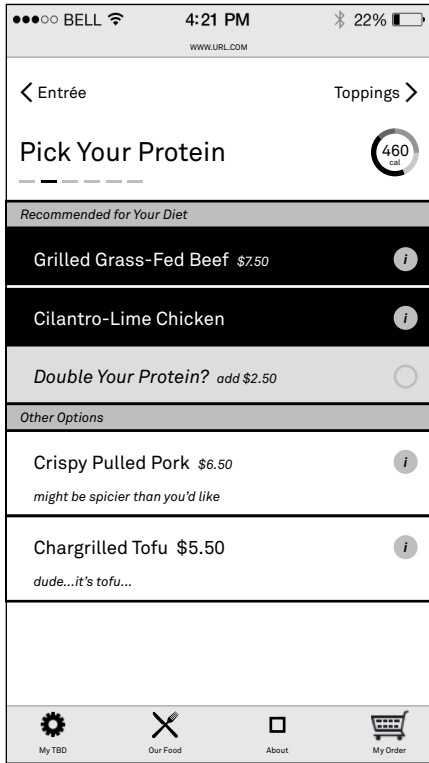 BELL 4:21 PM 22%
WWW.URL.COM
Entrée Toppings
Pick Your Protein 460
cal
Recommended for Your Diet
Grilled Grass-Fed Beef $7.50 i
Cilantro-Lime Chicken i
Double Your Protein? add $2.50
Other Options
Crispy Pulled Pork $6.50 i
might be spicier than you'd like
Chargrilled Tofu $5.50 i
dude...it's tofu...
My TBD Our Food About My Order